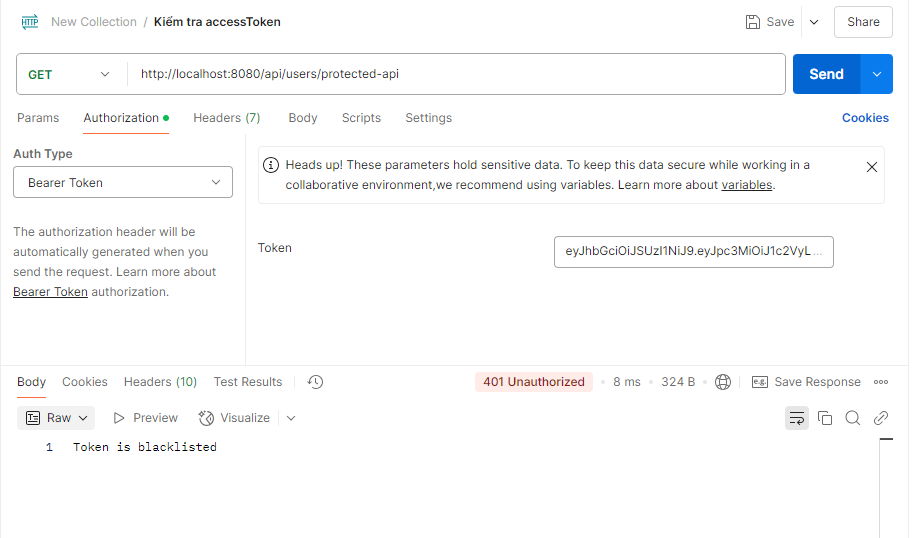 HTTP New Collection / Kiểm tra accessToken Save Share
GET http://localhost:8080/api/users/protected-api Send
Params Authorization Headers (7) Body Scripts Settings Cookies
Auth Type
Bearer Token
The authorization header will be
automatically generated when you
send the request. Learn more about
Bearer Token authorization.
Heads up! These parameters hold sensitive data. To keep this data secure while working in a
collaborative environment,we recommend using variables. Learn more about variables.
Token eyJhbGciOiJSUzI1NiJ9.eyJpc3MiOiJ1c2VyL ...
Body Cookies Headers (10) Test Results 401 Unauthorized • 8 ms • 324 B • e.g. Save Response
Raw Preview Visualize
1 Token is blacklisted